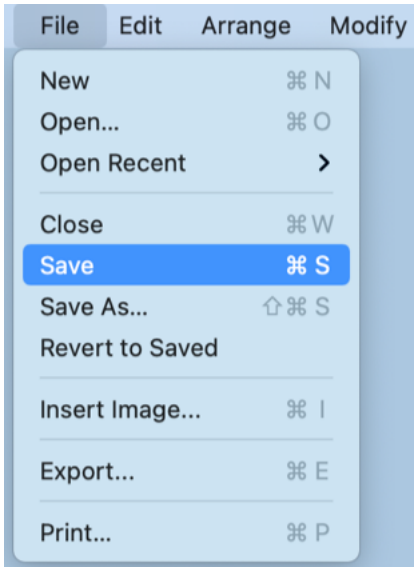 File Edit Arrange Modify
New ⌘ N
Open... ⌘ O
Open Recent
Close ⌘ W
Save ⌘ S
Save As... ⇧⌘ S
Revert to Saved
Insert Image... ⌘ I
Export... ⌘ E
Print... ⌘ P